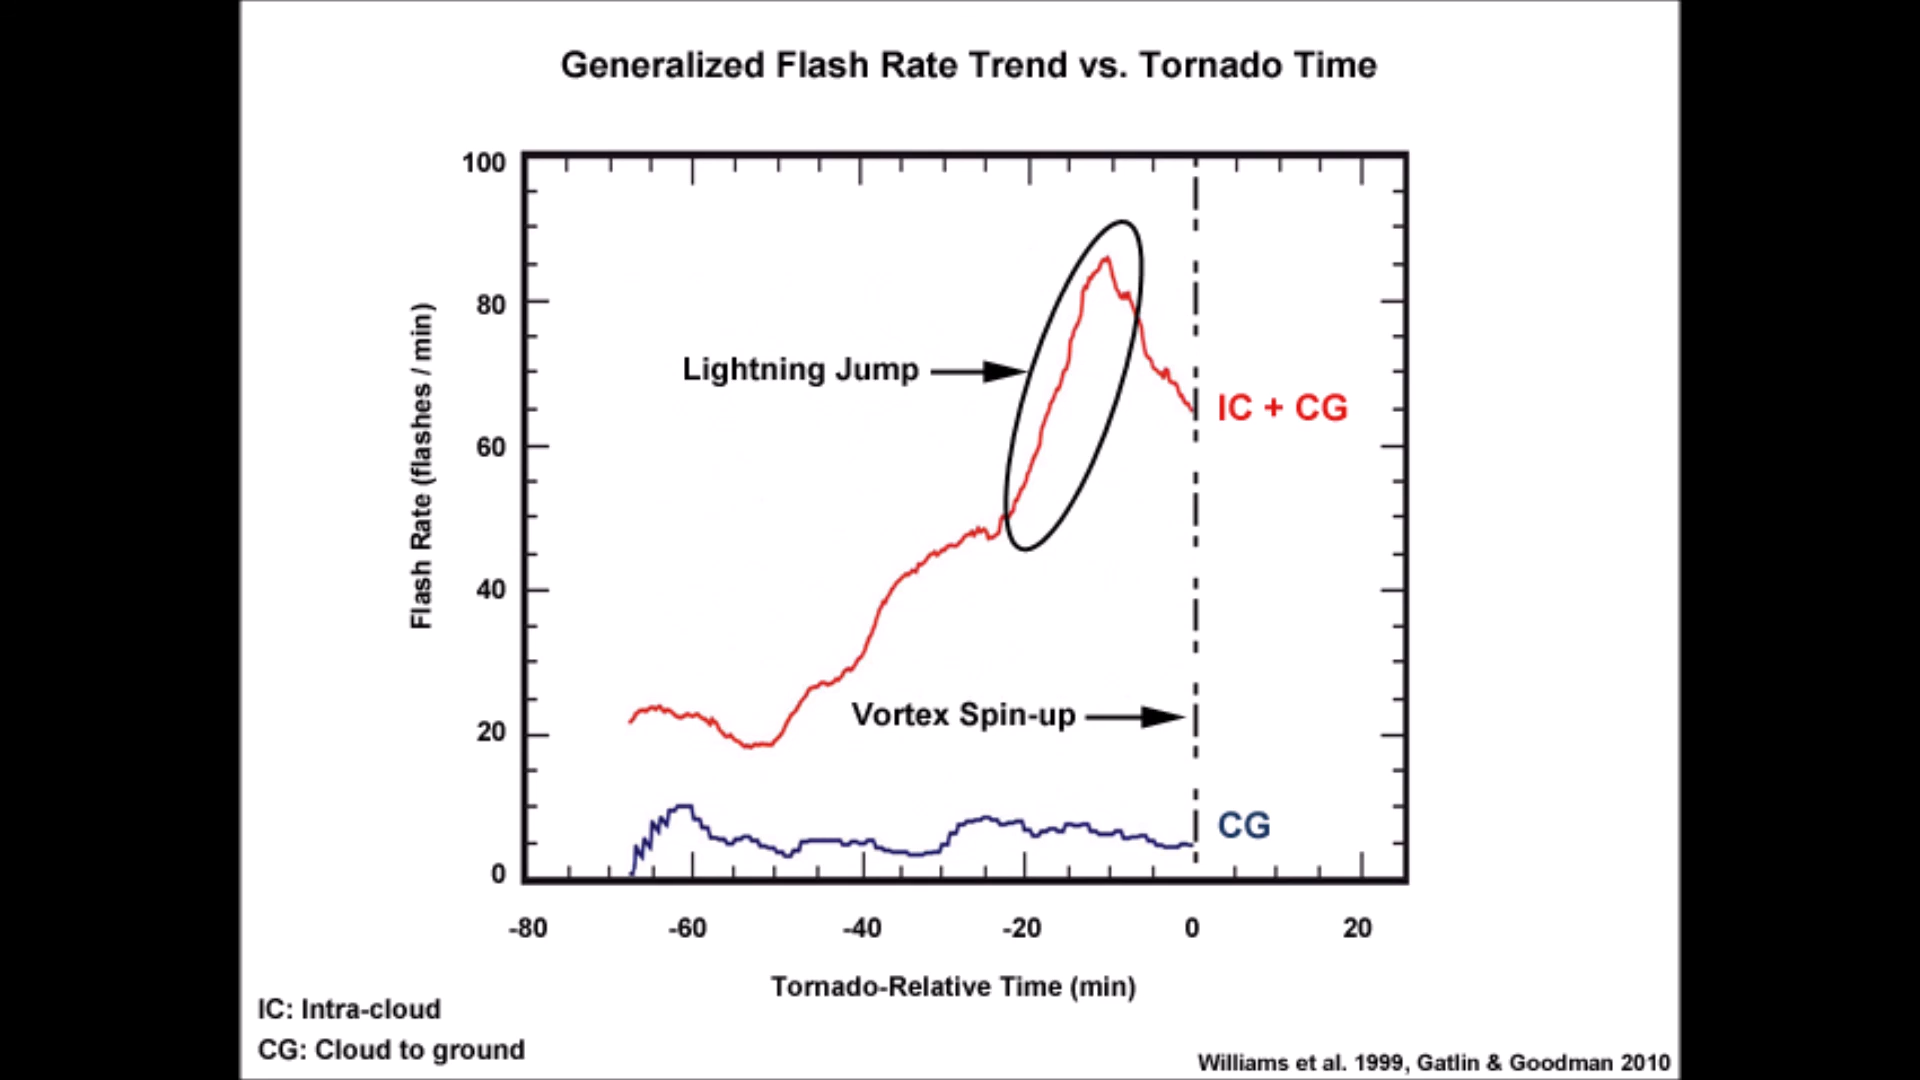 Generalized Flash Rate Trend vs. Tornado Time
100
80
60
40
20
0
Flash Rate (flashes / min)
Lightning Jump
IC + CG
Vortex Spin-up
CG
-80 -60 -40 -20 0 20
Tornado-Relative Time (min)
IC: Intra-cloud
CG: Cloud to ground
Williams et al. 1999, Gatlin & Goodman 2010